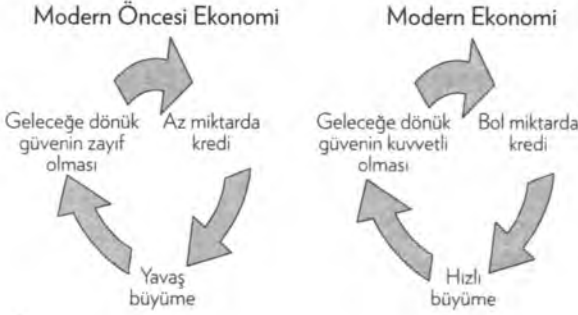 Modern Öncesi Ekonomi
Geleceğe dönük
güvenin zayıf
olması
Az miktarda
kredi
Yavaş
büyüme
Modern Ekonomi
Geleceğe dönük
güvenin kuvvetli
olması
Bol miktarda
kredi
Hızlı
büyüme